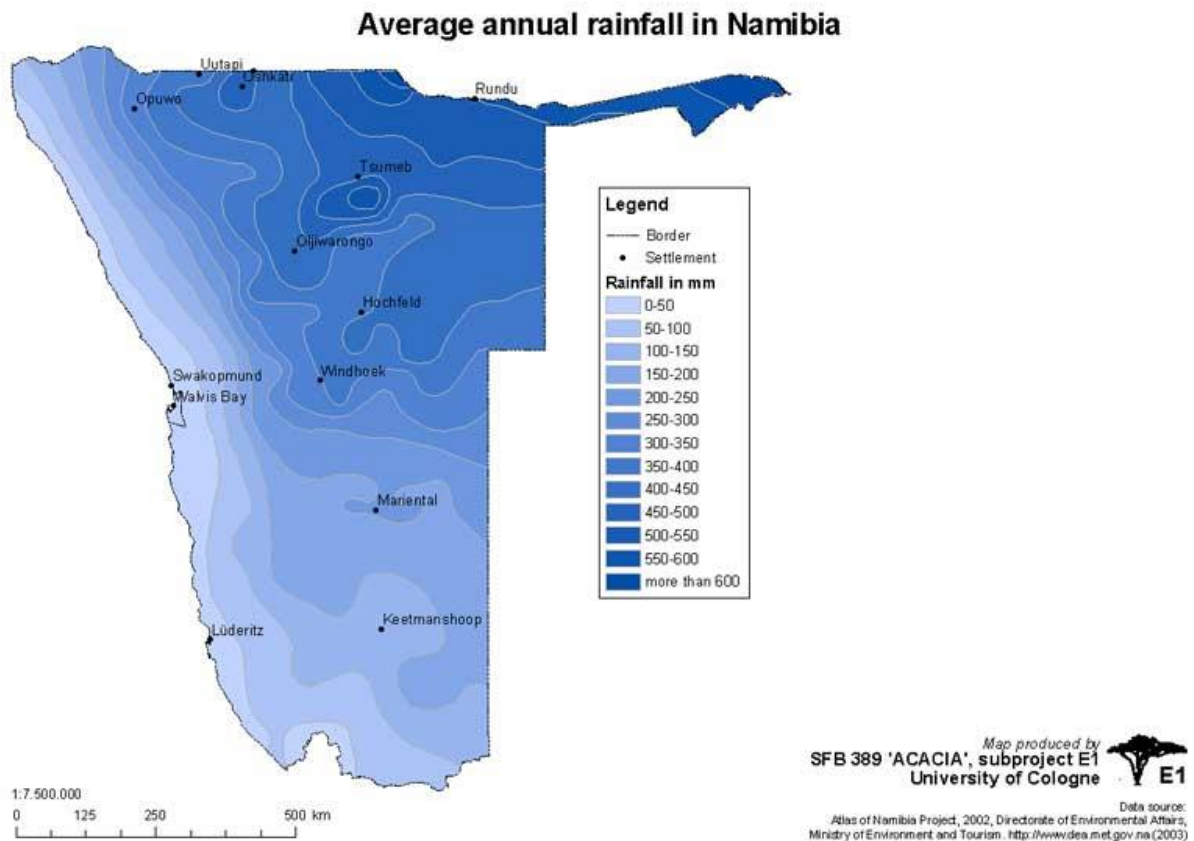 Average annual rainfall in Namibia
Uutapi
Oshkati
Opuwo
Rundu
Tsumeb
Otjiwarongo
Hochfeld
Windhoek
Swakopmund
Walvis Bay
Mariental
Keetmanshoop
Lüderitz
Legend
Border
Settlement
Rainfall in mm
0-50
50-100
100-150
150-200
200-250
250-300
300-350
350-400
400-450
450-500
500-550
550-600
more than 600
1:7.500.000
0 125 250 500 km
Map produced by
SFB 389 'ACACIA', subproject E1
University of Cologne
E1
Data source:
Atlas of Namibia Project, 2002, Directorate of Environmental Affairs,
Ministry of Environment and Tourism. http://www.dea.met.gov.na (2003)